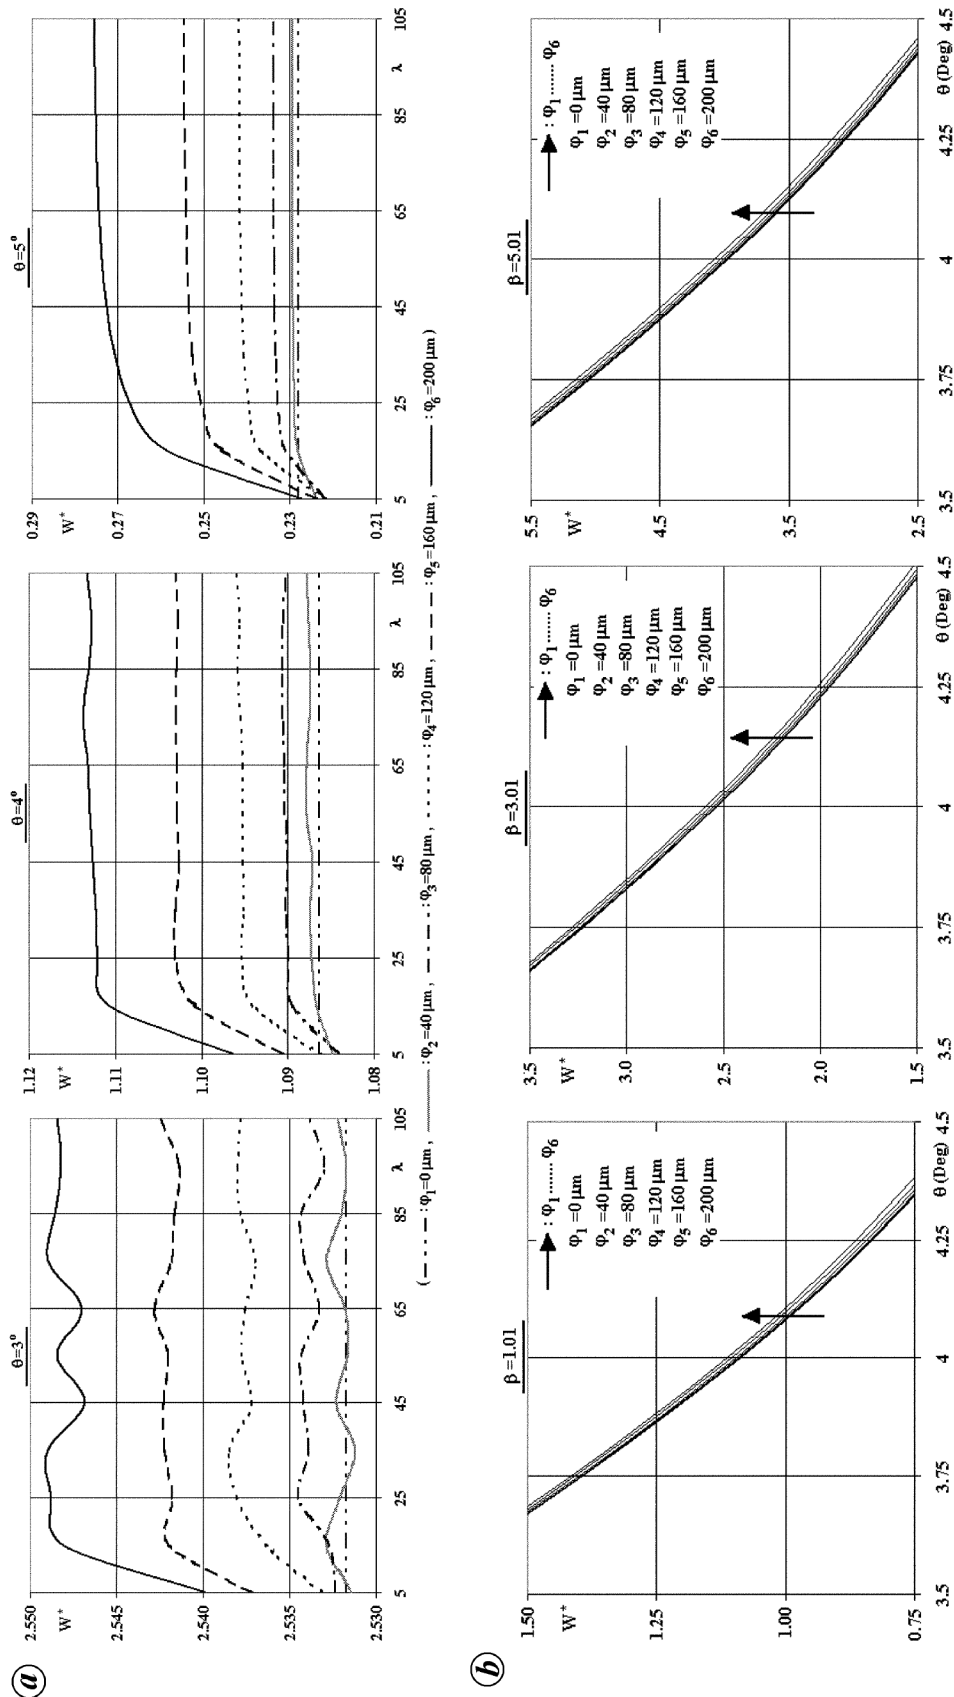 a
θ=3°
W*
2.550
2.545
2.540
2.535
2.530
5
25
45
65
85
λ
105
θ=4°
W*
1.12
1.11
1.10
1.09
1.08
5
25
45
65
85
λ
105
θ=5°
W*
0.29
0.27
0.25
0.23
0.21
5
25
45
65
85
λ
105
( : φ1=0 μm, : φ2=40 μm, : φ3=80 μm, : φ4=120 μm, : φ5=160 μm, : φ6=200 μm )
b
β=1.01
W*
1.50
1.25
1.00
0.75
3.5
3.75
4
4.25
θ (Deg)
4.5
: φ1 ........ φ6
φ1 =0 μm
φ2 =40 μm
φ3 =80 μm
φ4 =120 μm
φ5 =160 μm
φ6 =200 μm
β=3.01
W*
3.5
3.0
2.5
2.0
1.5
3.5
3.75
4
4.25
θ (Deg)
4.5
: φ1 ........ φ6
φ1 =0 μm
φ2 =40 μm
φ3 =80 μm
φ4 =120 μm
φ5 =160 μm
φ6 =200 μm
β=5.01
W*
5.5
4.5
3.5
2.5
3.5
3.75
4
4.25
θ (Deg)
4.5
: φ1 ........ φ6
φ1 =0 μm
φ2 =40 μm
φ3 =80 μm
φ4 =120 μm
φ5 =160 μm
φ6 =200 μm